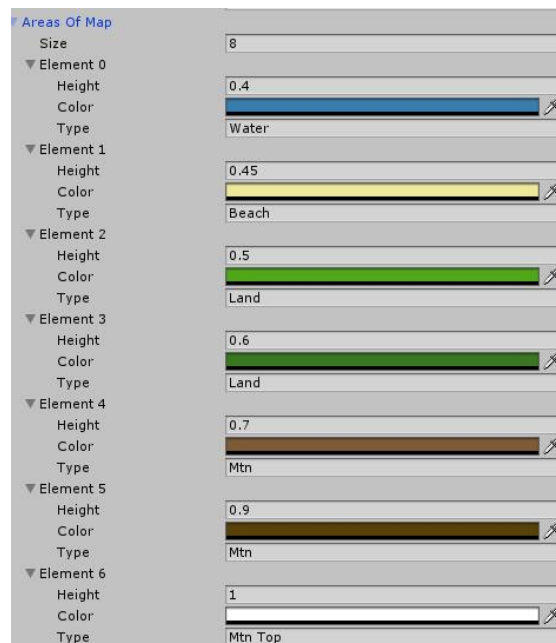 Areas Of Map
Size 8
Element 0
Height 0.4
Color
Type Water
Element 1
Height 0.45
Color
Type Beach
Element 2
Height 0.5
Color
Type Land
Element 3
Height 0.6
Color
Type Land
Element 4
Height 0.7
Color
Type Mtn
Element 5
Height 0.9
Color
Type Mtn
Element 6
Height 1
Color
Type Mtn Top